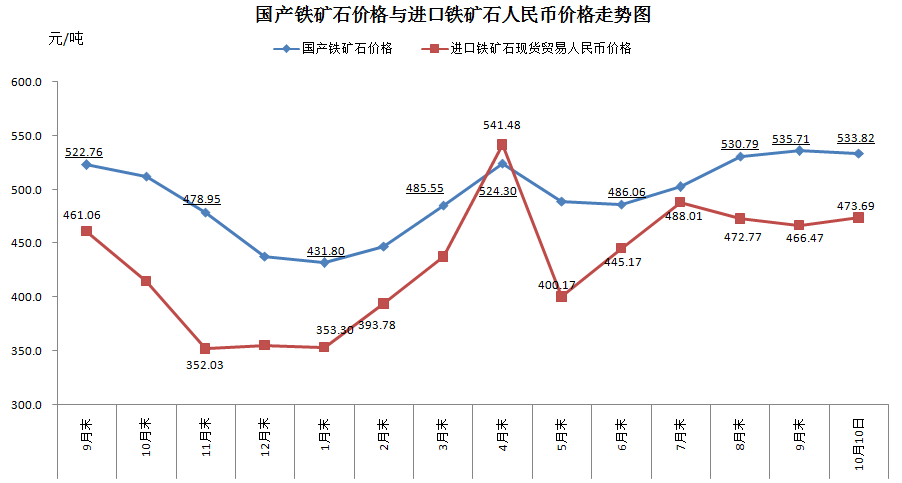 国产铁矿石价格与进口铁矿石人民币价格走势图
元/吨
国产铁矿石价格 进口铁矿石现货贸易人民币价格
600.0
550.0
500.0
450.0
400.0
350.0
300.0
522.76
478.95
431.80
485.55
524.30
486.06
530.79
535.71
533.82
461.06
352.03
353.30
393.78
541.48
400.17
445.17
488.01
472.77
466.47
473.69
9月末
10月末
11月末
12月末
1月末
2月末
3月末
4月末
5月末
6月末
7月末
8月末
9月末
10月10日